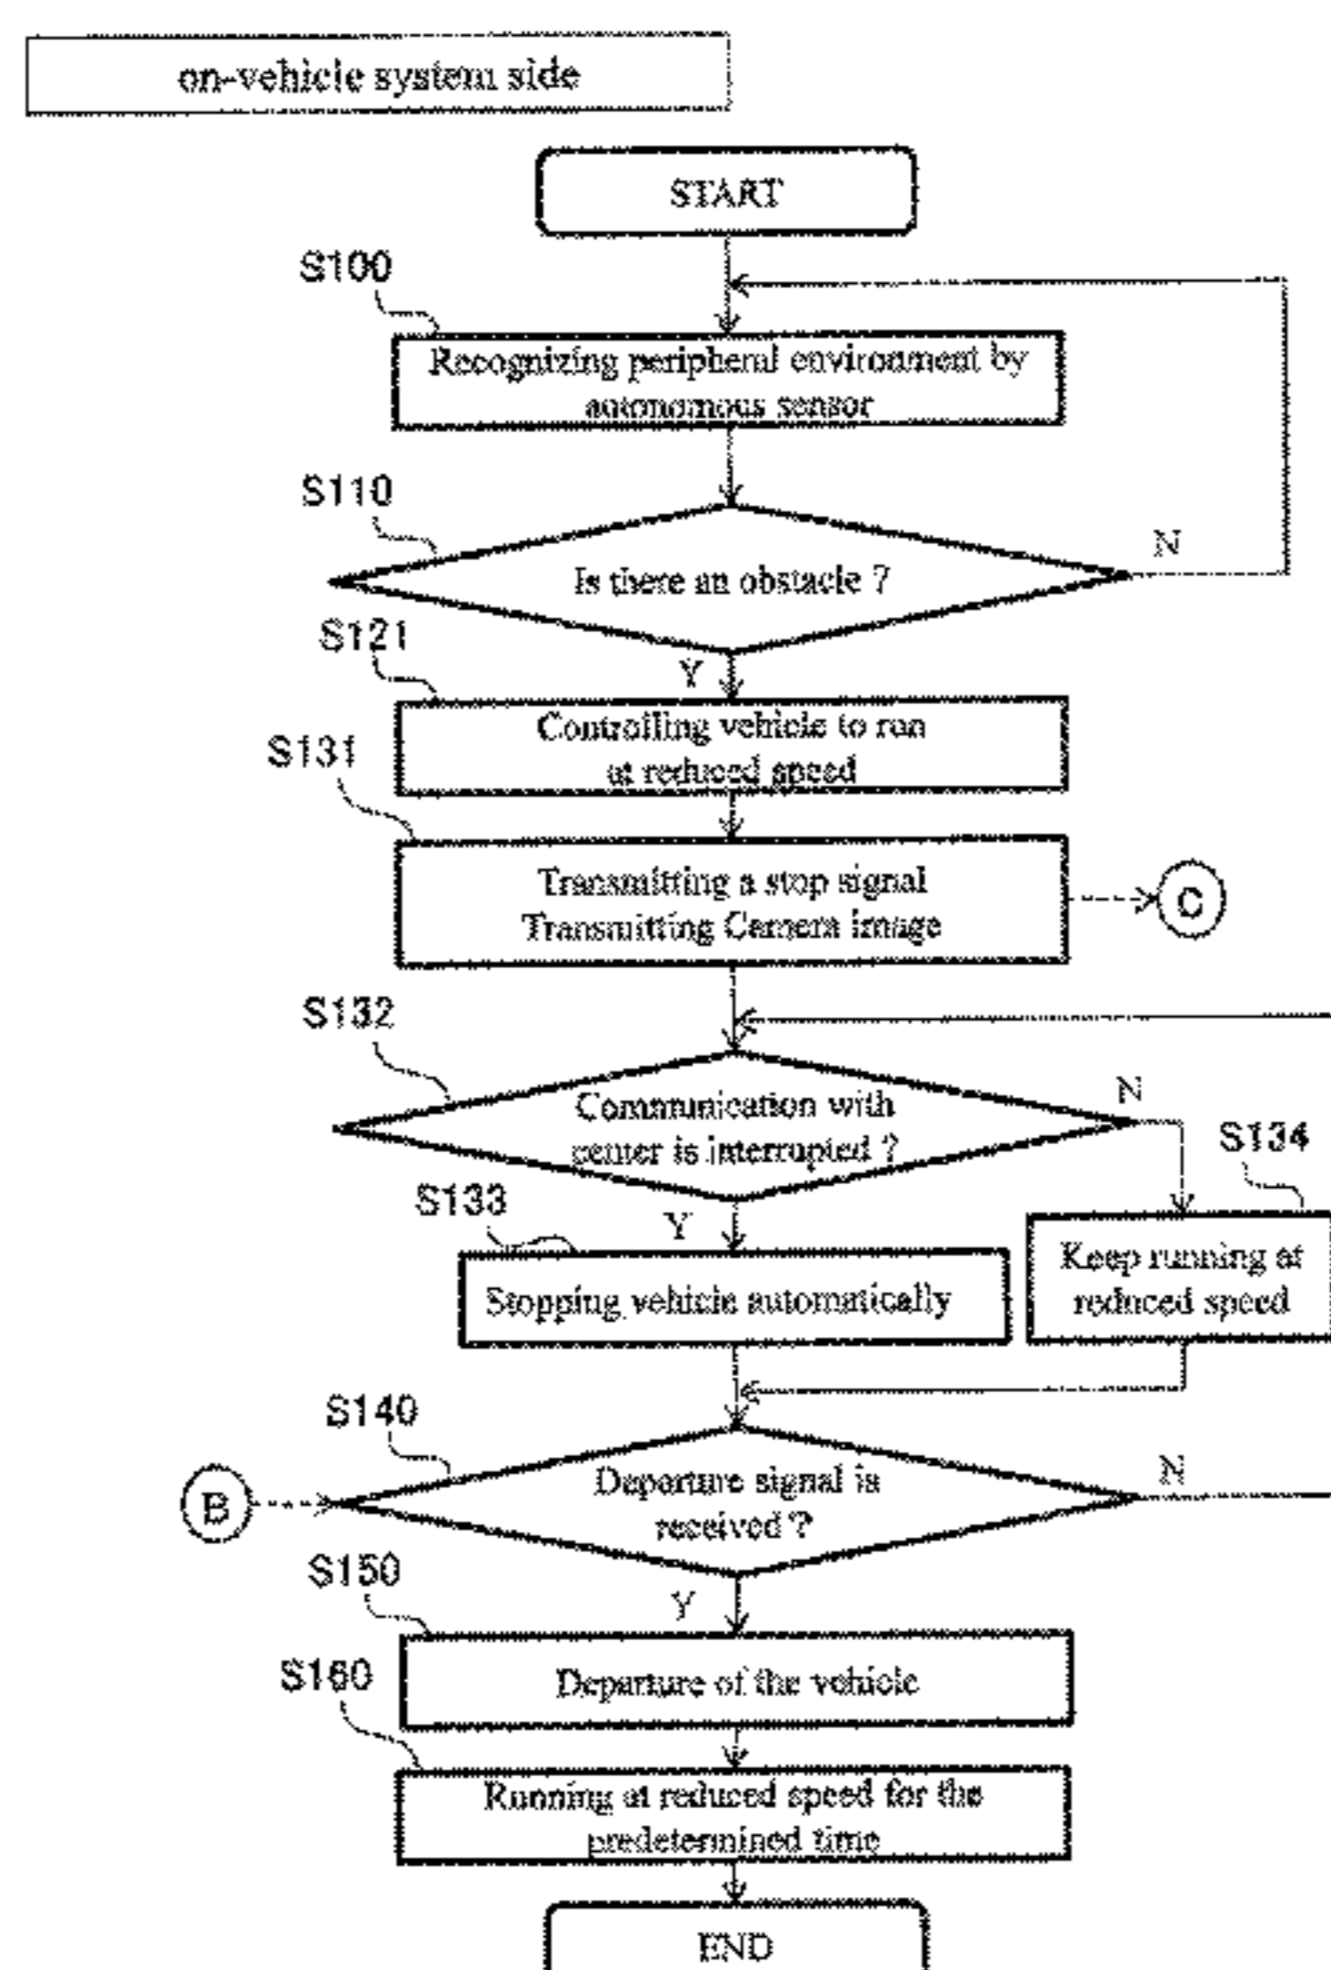 on-vehicle system side
START
S100
Recognizing peripheral environment by
autonomous sensor
S110
Is there an obstacle ?
N
S121
Y
Controlling vehicle to run
at reduced speed
S131
Transmitting a stop signal
Transmitting Camera image
C
S132
Communication with
center is interrupted ?
N
S134
S133
Y
Keep running at
reduced speed
Stopping vehicle automatically
S140
Departure signal is
received ?
N
B
S150
Y
Departure of the vehicle
S160
Running at reduced speed for the
predetermined time
END